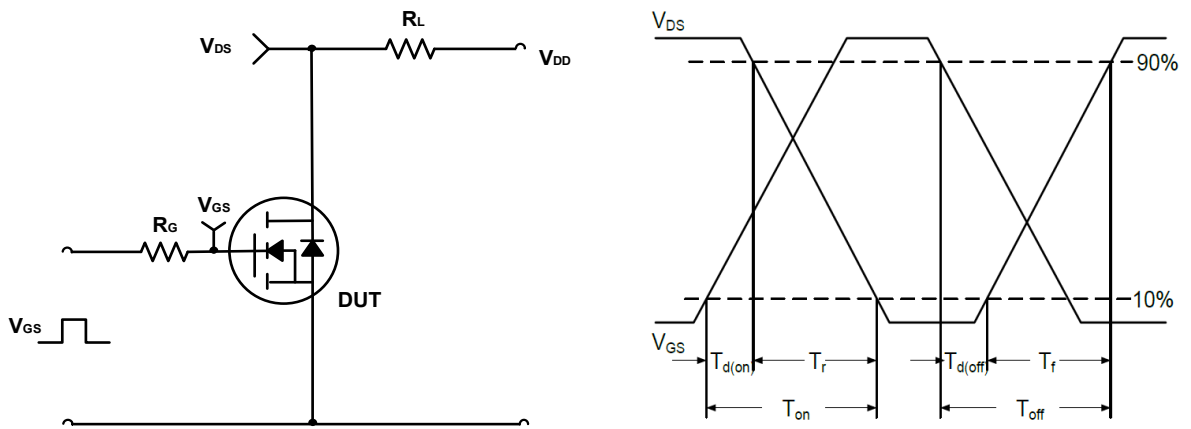 RL
VDS
VDD
RG
VGS
DUT
VGS
VDS
90%
10%
VGS
Td(on)
Tr
Td(off)
Tf
Ton
Toff